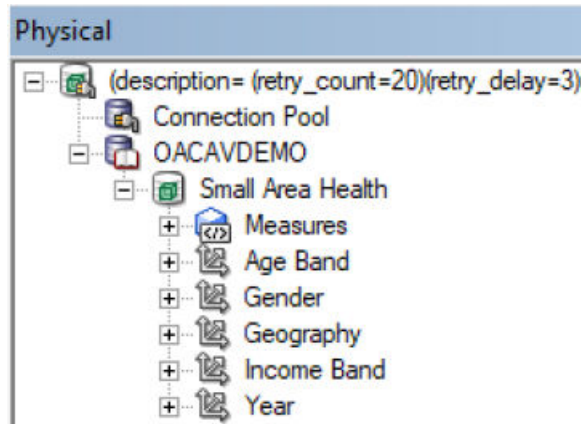 Physical
(description= (retry_count=20)(retry_delay=3)
Connection Pool
OACAVDEMO
Small Area Health
Measures
Age Band
Gender
Geography
Income Band
Year